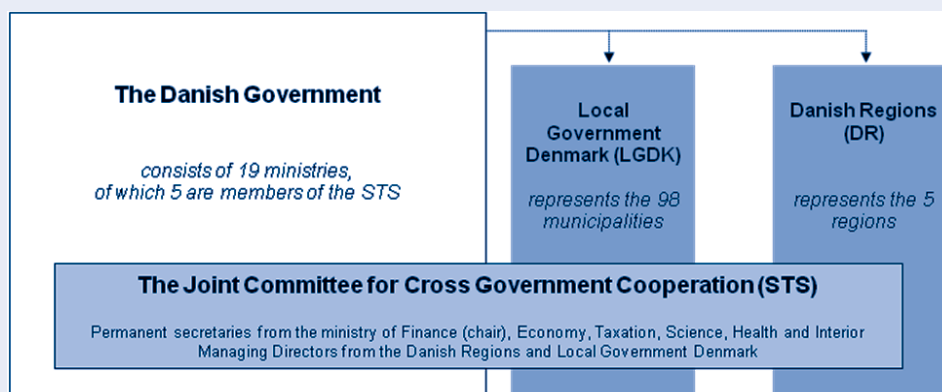 The Danish Government
consists of 19 ministries,
of which 5 are members of the STS
Local
Government
Denmark (LGDK)
represents the 98
municipalities
Danish Regions
(DR)
represents the 5
regions
The Joint Committee for Cross Government Cooperation (STS)
Permanent secretaries from the ministry of Finance (chair), Economy, Taxation, Science, Health and Interior
Managing Directors from the Danish Regions and Local Government Denmark